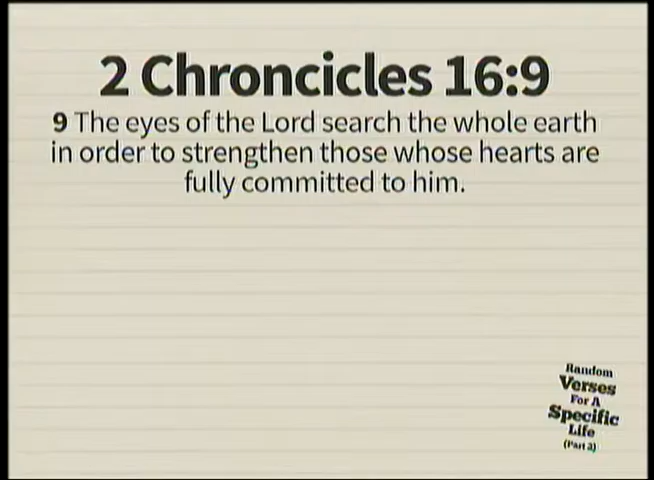 2 Chroncicles 16:9
9 The eyes of the Lord search the whole earth
in order to strengthen those whose hearts are
fully committed to him.
Random
Verses
For A
Specific
Life
(Part 2)